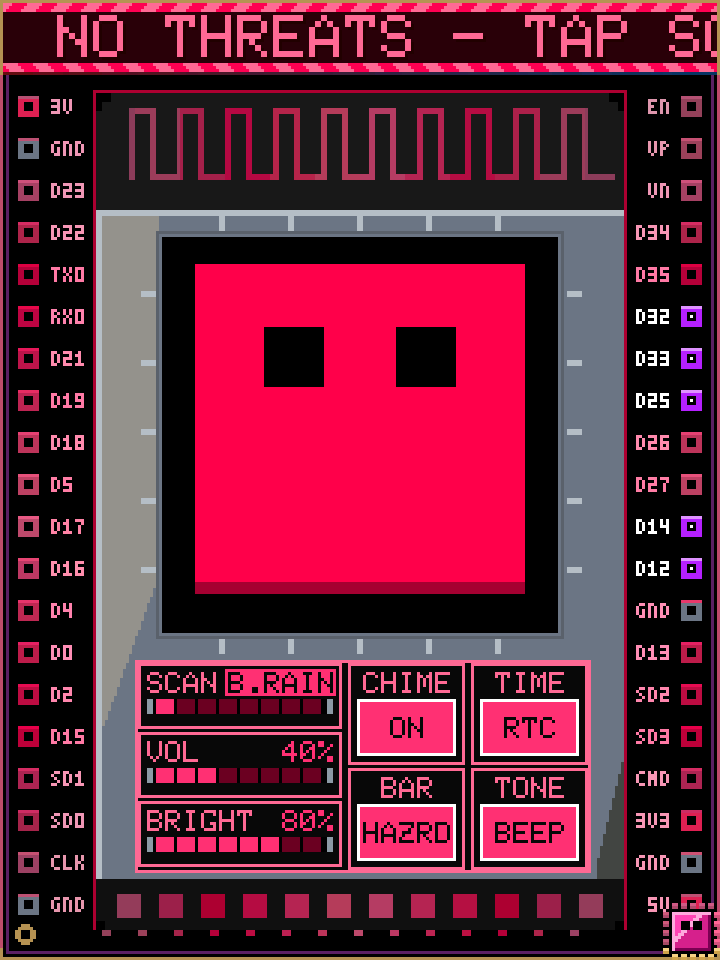 NO THREATS - TAP SC
3V
GND
D23
D22
TX0
RX0
D21
D19
D18
D5
D17
D16
D4
D0
D2
D15
SD1
SD0
CLK
GND
EN
VP
VN
D34
D35
D32
D33
D25
D26
D27
D14
D12
GND
D13
SD2
SD3
CMD
3V3
GND
5V
SCAN B.RAIN
VOL 40%
BRIGHT 80%
CHIME
ON
TIME
RTC
BAR
HAZRD
TONE
BEEP